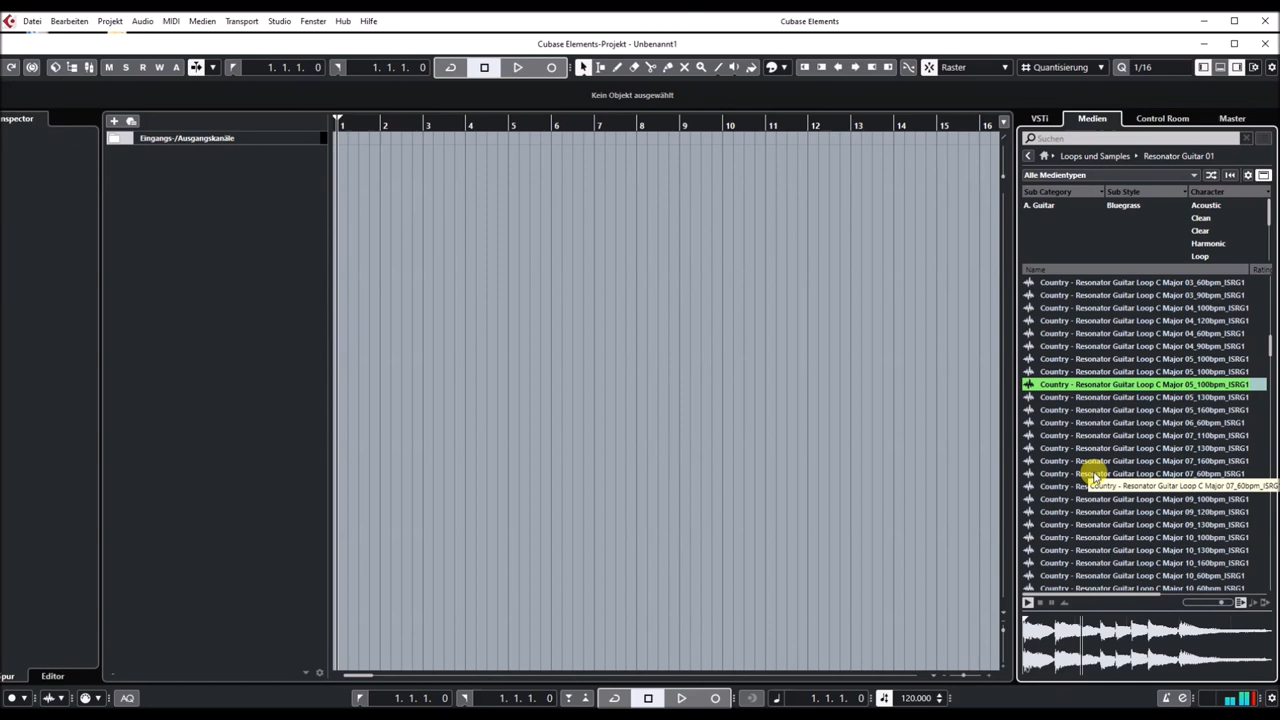 Datei Bearbeiten Projekt Audio MIDI Medien Transport Studio Fenster Hub Hilfe Cubase Elements
Cubase Elements-Projekt - Unbenannt1
M S R W A 1. 1. 1. 0 1. 1. 1. 0 Raster Quantisierung Q 1/16
Kein Objekt ausgewählt
nspector 1 2 3 4 5 6 7 8 9 10 11 12 13 14 15 16 VSTi Medien Control Room Master
Eingangs-/Ausgangskanäle Suchen
Loops und Samples Resonator Guitar 01
Alle Medientypen
Sub Category Sub Style Character
A. Guitar Bluegrass Acoustic
Clean
Clear
Harmonic
Loop
Name Rating
Country - Resonator Guitar Loop C Major 03_60bpm_ISRG1
Country - Resonator Guitar Loop C Major 03_90bpm_ISRG1
Country - Resonator Guitar Loop C Major 04_100bpm_ISRG1
Country - Resonator Guitar Loop C Major 04_120bpm_ISRG1
Country - Resonator Guitar Loop C Major 04_60bpm_ISRG1
Country - Resonator Guitar Loop C Major 04_90bpm_ISRG1
Country - Resonator Guitar Loop C Major 05_100bpm_ISRG1
Country - Resonator Guitar Loop C Major 05_100bpm_ISRG1
Country - Resonator Guitar Loop C Major 05_100bpm_ISRG1
Country - Resonator Guitar Loop C Major 05_130bpm_ISRG1
Country - Resonator Guitar Loop C Major 05_160bpm_ISRG1
Country - Resonator Guitar Loop C Major 06_60bpm_ISRG1
Country - Resonator Guitar Loop C Major 07_110bpm_ISRG1
Country - Resonator Guitar Loop C Major 07_130bpm_ISRG1
Country - Resonator Guitar Loop C Major 07_160bpm_ISRG1
Country - Resonator Guitar Loop C Major 07_60bpm_ISRG1
Country - Res Country - Resonator Guitar Loop C Major 07_60bpm_ISRG
Country - Resonator Guitar Loop C Major 09_100bpm_ISRG1
Country - Resonator Guitar Loop C Major 09_120bpm_ISRG1
Country - Resonator Guitar Loop C Major 09_130bpm_ISRG1
Country - Resonator Guitar Loop C Major 10_100bpm_ISRG1
Country - Resonator Guitar Loop C Major 10_130bpm_ISRG1
Country - Resonator Guitar Loop C Major 10_160bpm_ISRG1
Country - Resonator Guitar Loop C Major 10_60bpm_ISRG1
Country - Resonator Guitar Loop C Major 10_60bpm_ISRG1
Spur Editor
AQ 1. 1. 1. 0 1. 1. 1. 0 1. 1. 1. 0 120.000